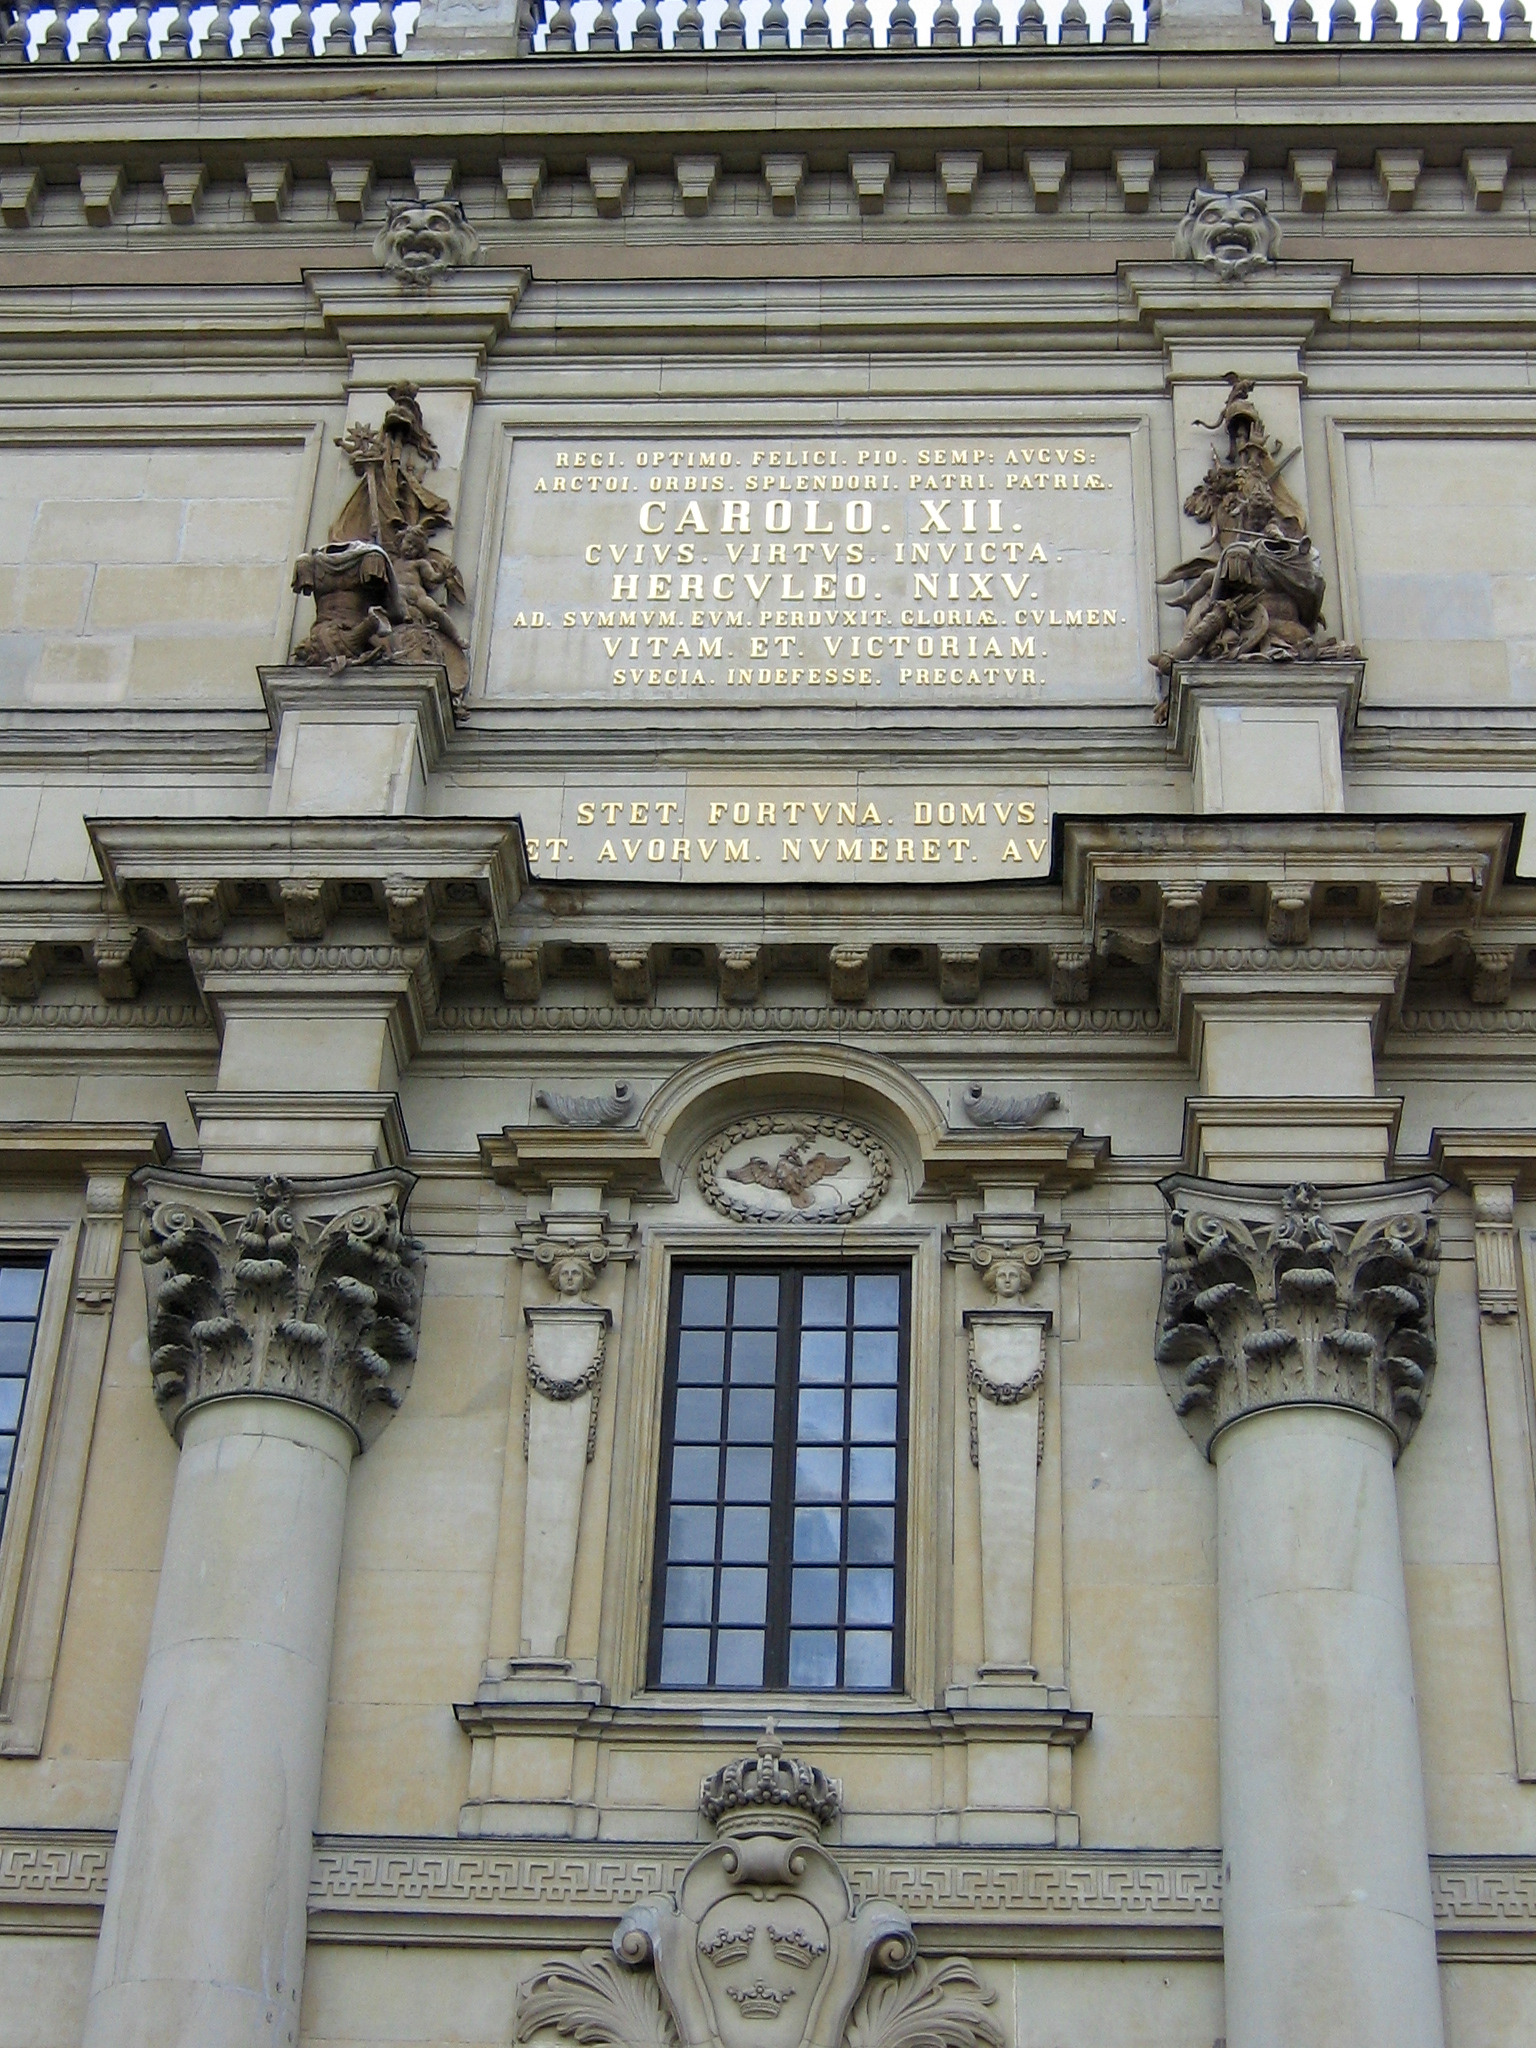 REGI. OPTIMO. FELICI. PIO. SEMP: AVGVS:
ARCTOI. ORBIS. SPLENDORI. PATRI. PATRIÆ.
CAROLO. XII.
CVIVS. VIRTVS. INVICTA.
HERCVLEO. NIXV.
AD. SVMMVM. EVM. PERDVXIT. GLORIÆ. CVLMEN.
VITAM. ET. VICTORIAM.
SVECIA. INDEFESSE. PRECATVR.
STET. FORTVNA. DOMVS.
ET. AVORVM. NVMERET. AV